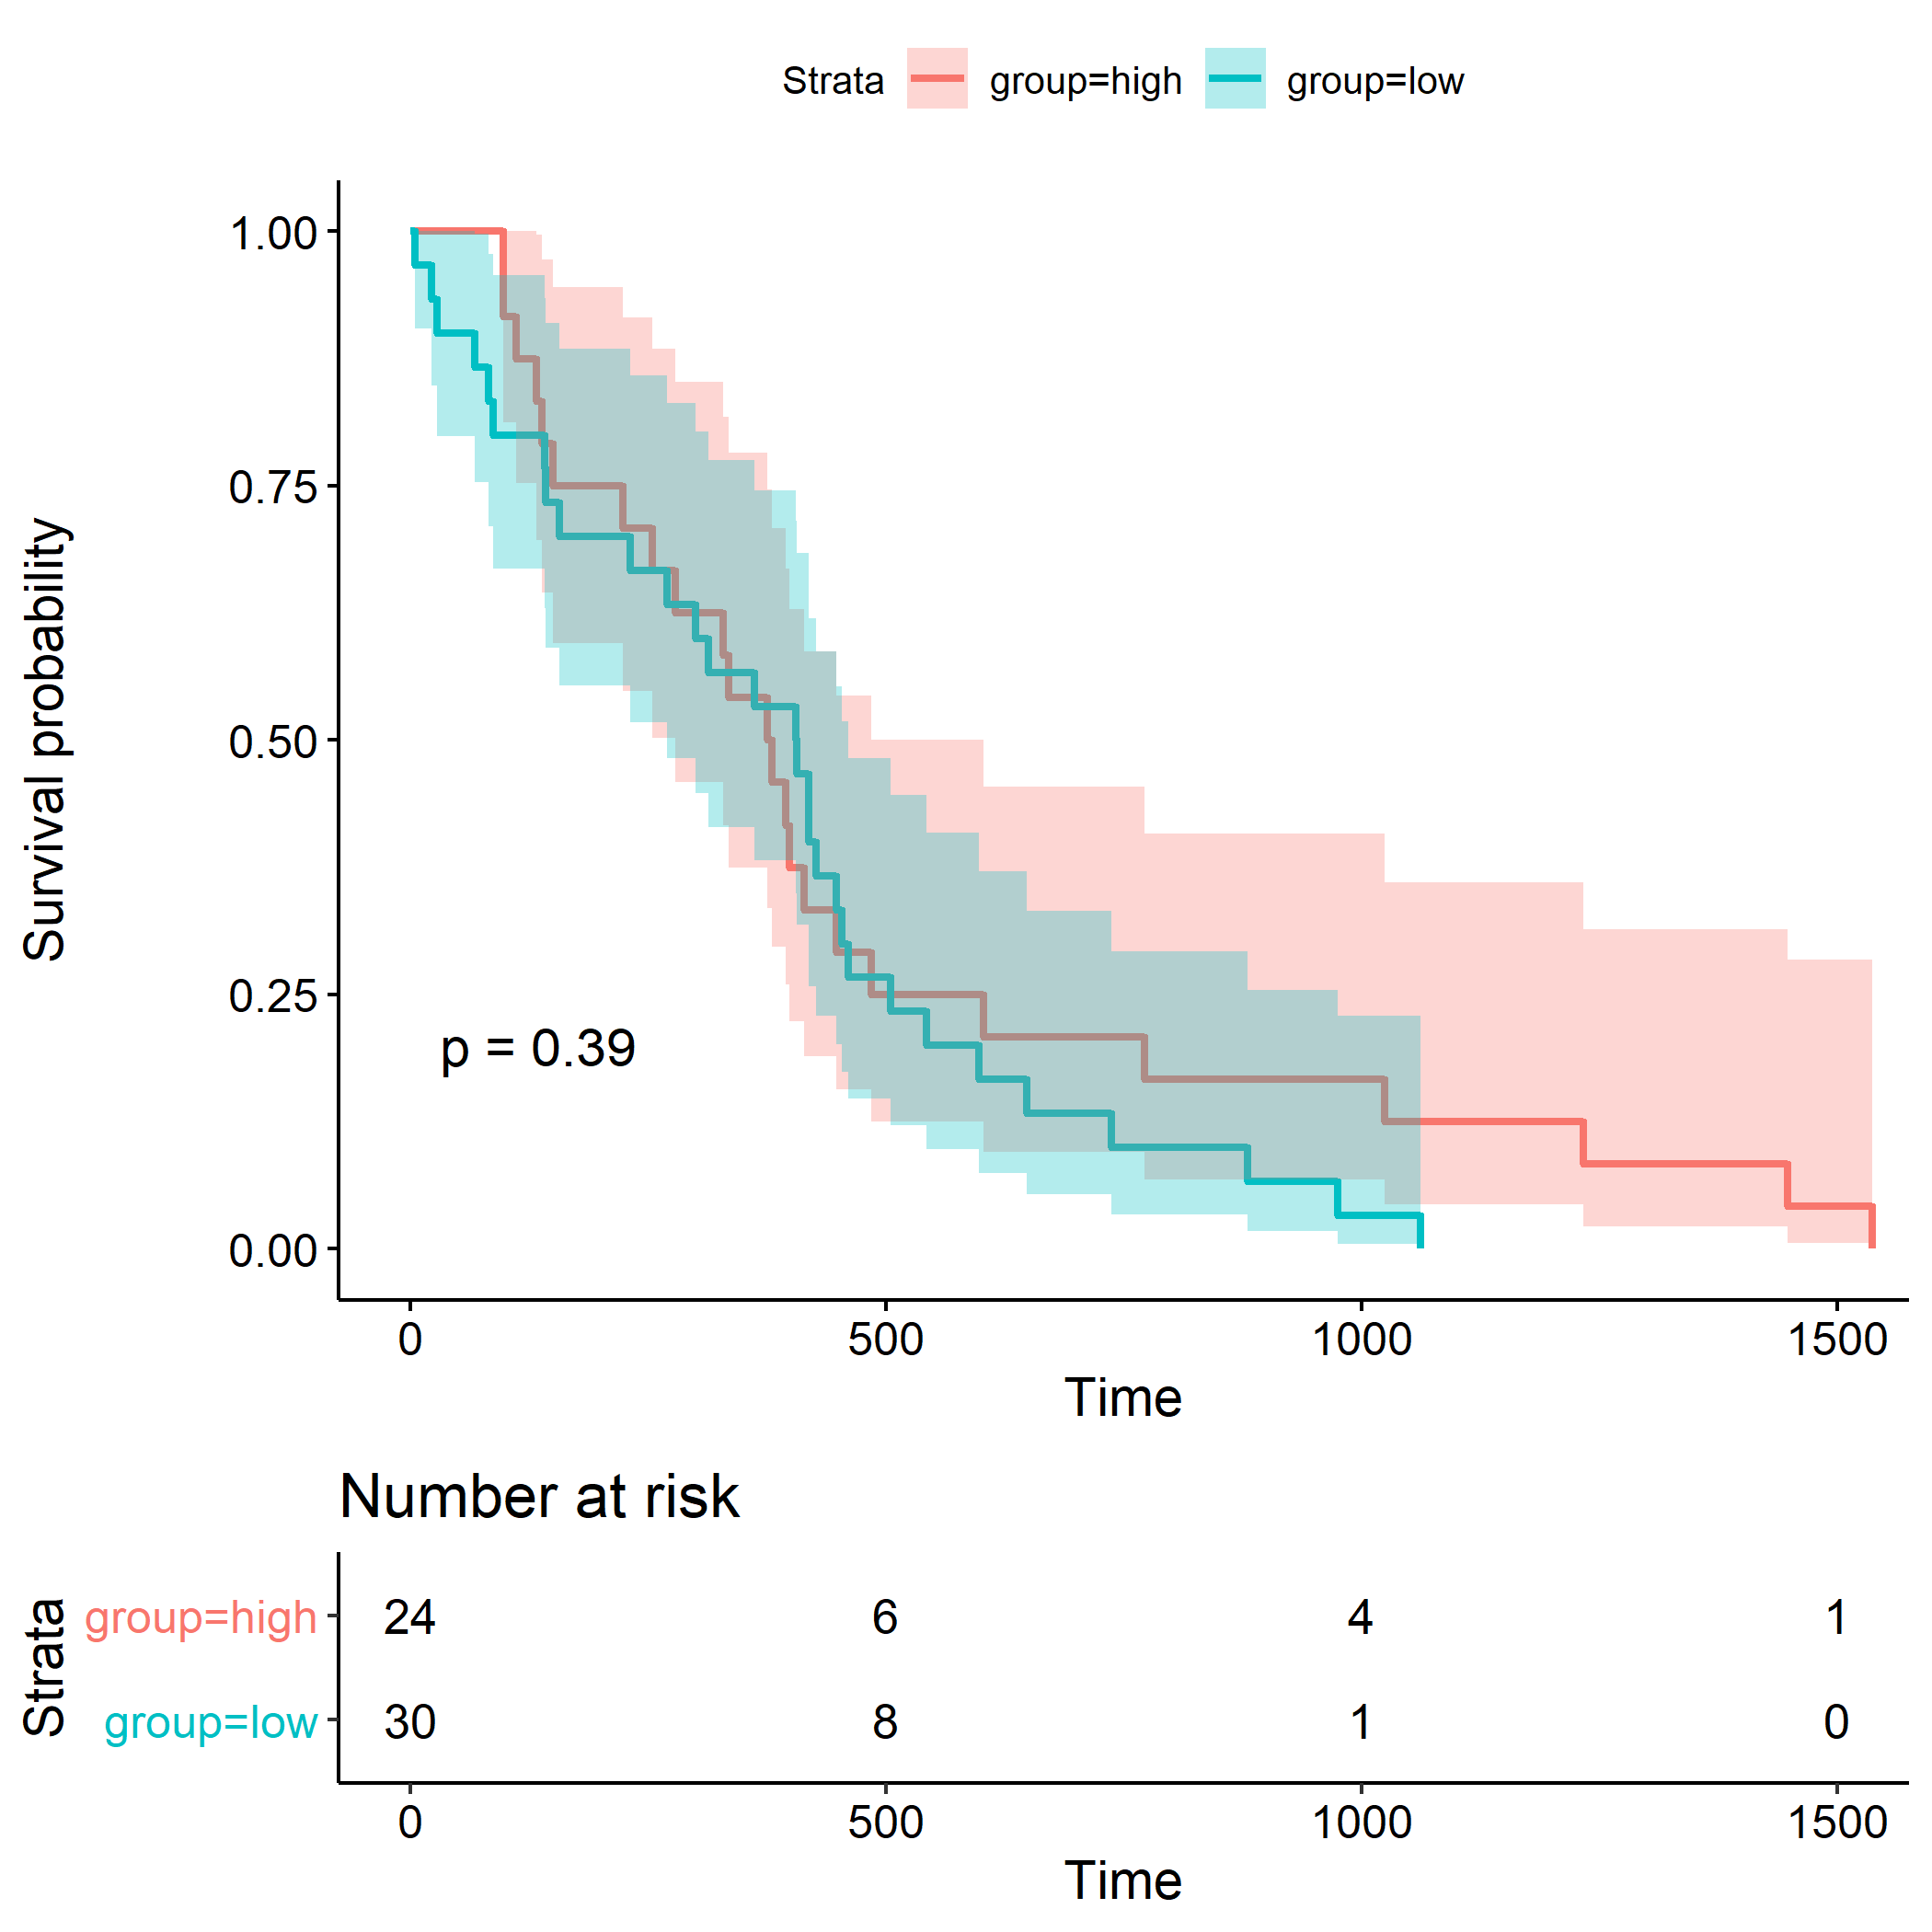 Strata group=high group=low
1.00
0.75
0.50
0.25
0.00
Survival probability
p = 0.39
0 500 1000 1500
Time
Number at risk
Strata
group=high 24 6 4 1
group=low 30 8 1 0
0 500 1000 1500
Time